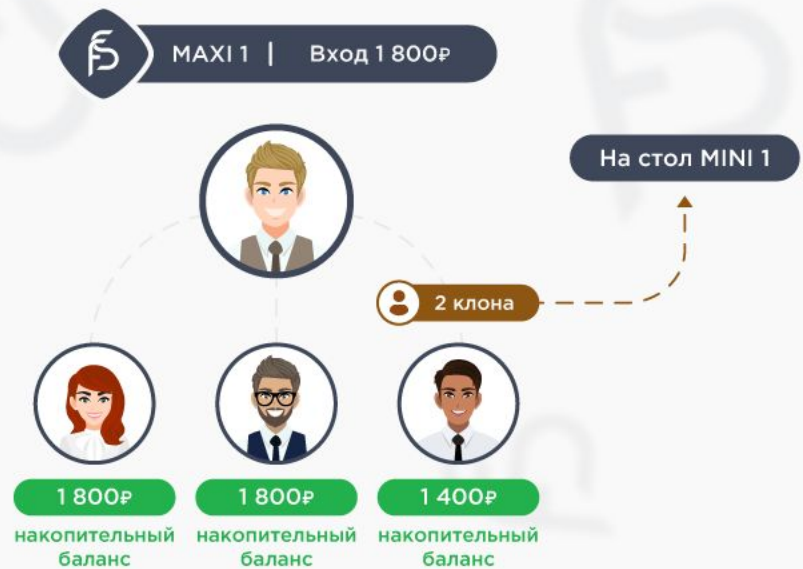 MAXI 1 | Вход 1 800₽
На стол MINI 1
2 клона
1 800₽
накопительный
баланс
1 800₽
накопительный
баланс
1 400₽
накопительный
баланс